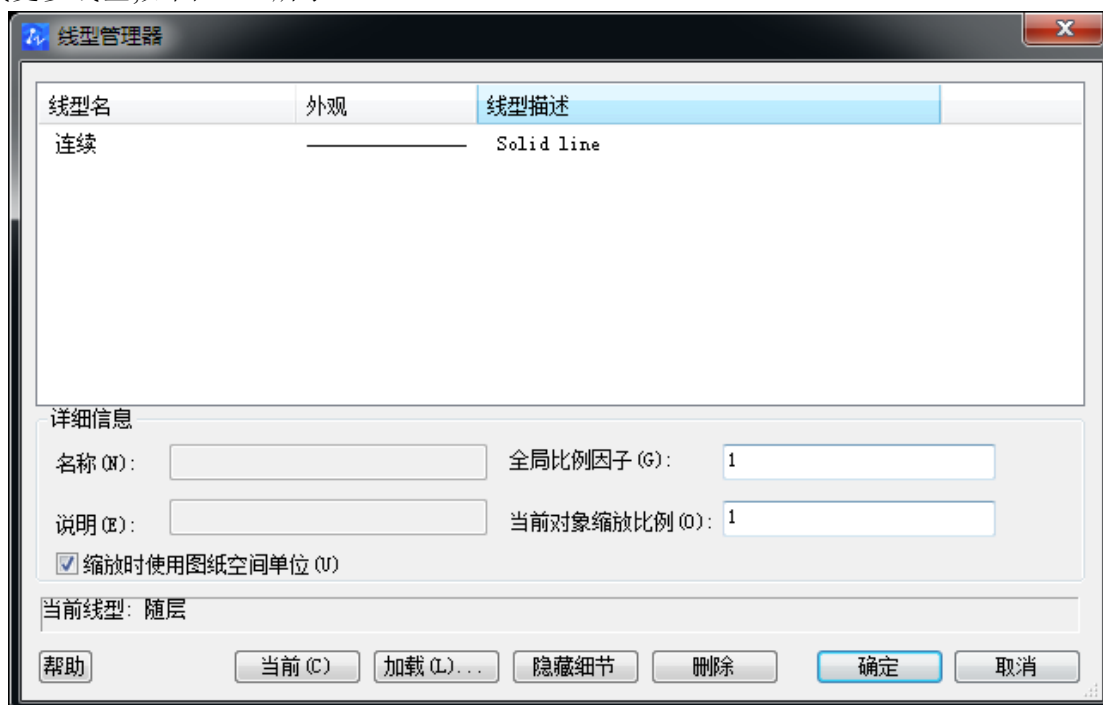 线型管理器
线型名 外观 线型描述
连续 Solid line
详细信息
名称(N): 全局比例因子(G): 1
说明(E): 当前对象缩放比例(O): 1
缩放时使用图纸空间单位(U)
当前线型: 随层
帮助 当前(C) 加载(L)... 隐藏细节 删除 确定 取消